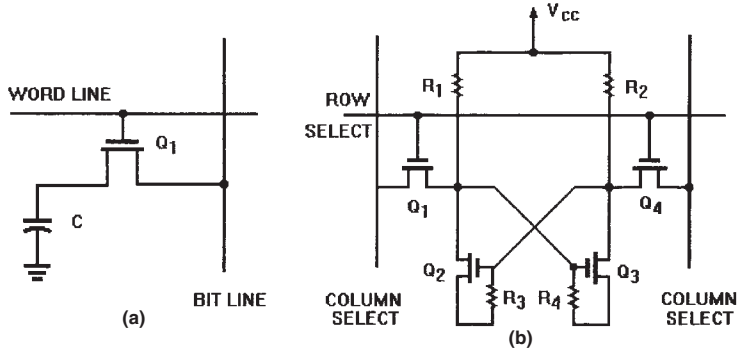 WORD LINE
Q1
C
BIT LINE
(a)
VCC
R1
R2
ROW
SELECT
Q1
Q4
Q2
Q3
R3
R4
COLUMN
SELECT
COLUMN
SELECT
(b)